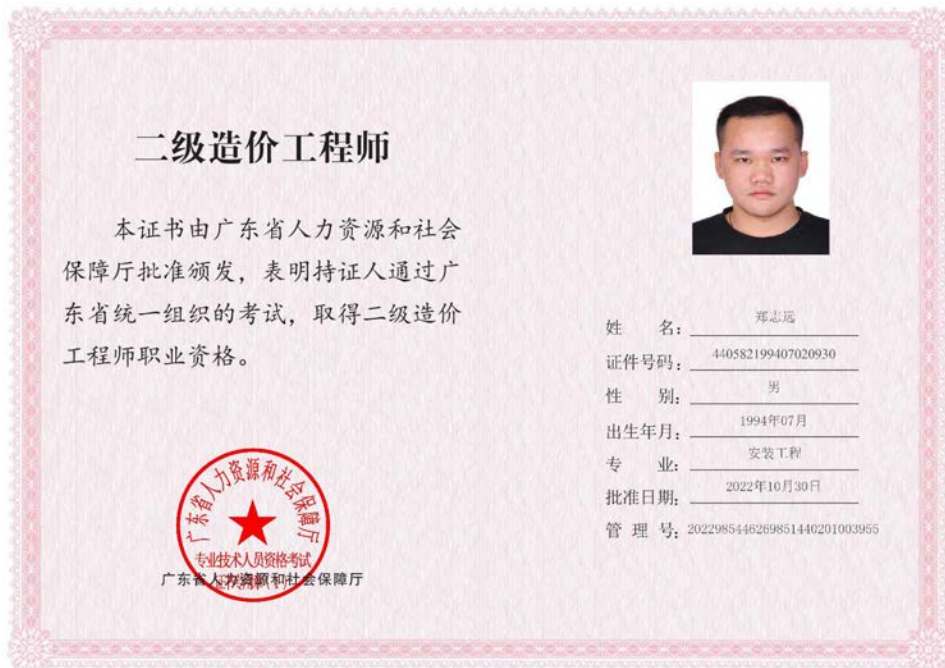 二级造价工程师
本证书由广东省人力资源和社会
保障厅批准颁发，表明持证人通过广
东省统一组织的考试，取得二级造价
工程师职业资格。
姓 名：郑志远
证件号码：440582199407020930
性 别：男
出生年月：1994年07月
专 业：安装工程
批准日期：2022年10月30日
管 理 号：20229854462698514402010039​55
广东省人力资源和社会保障厅
专业技术人员资格考试
广东省人力资源和社会保障厅